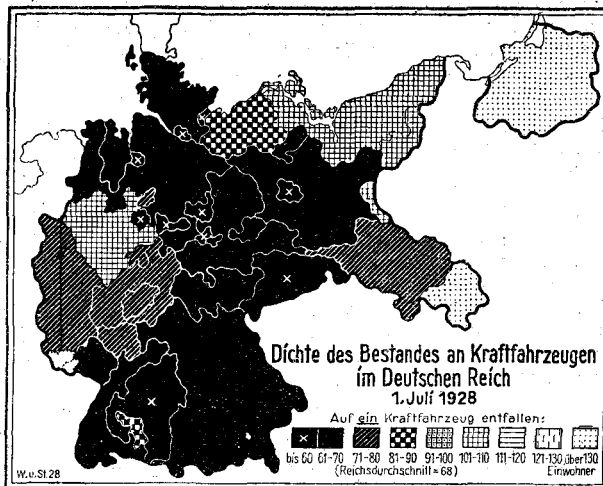 Dichte des Bestandes an Kraftfahrzeugen
im Deutschen Reich
1. Juli 1928
Auf ein Kraftfahrzeug entfallen:
bis 60 61-70 71-80 81-90 91-100 101-110 111-120 121-130 über 130
(Reichsdurchschnitt = 68) Einwohner
W.u.St.28